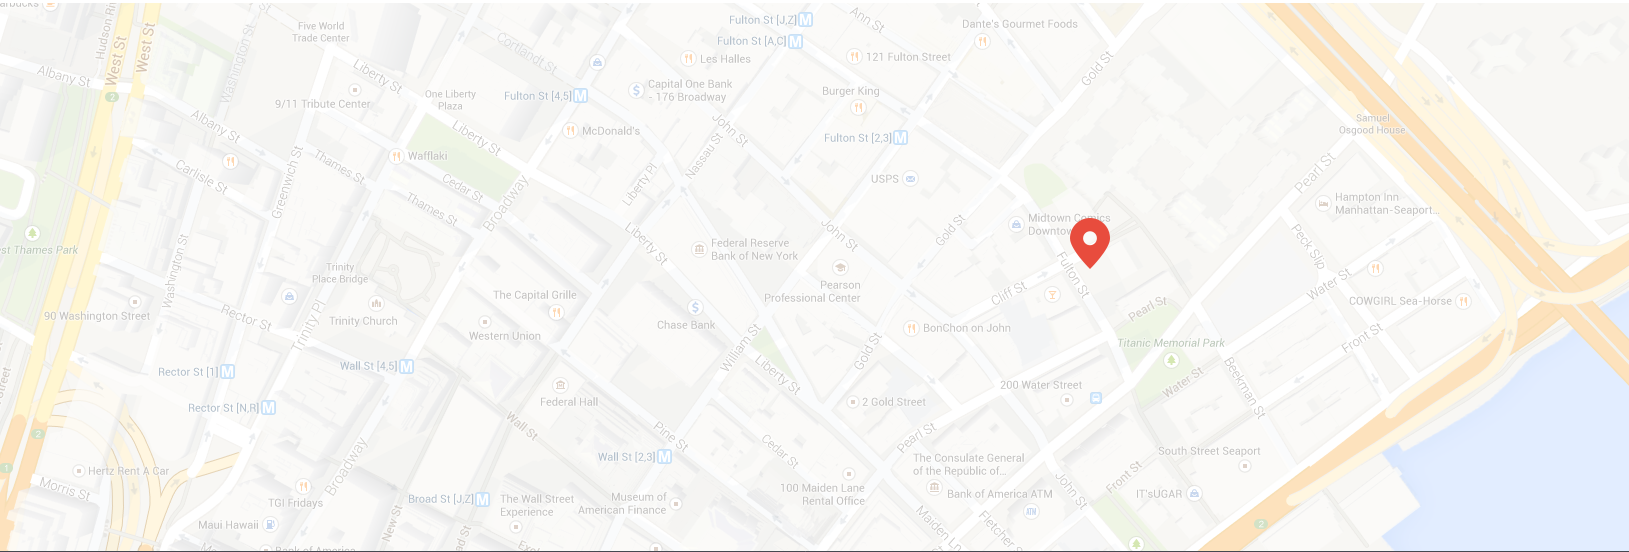 arbucks
Hudson Riv
West St
West St
Albany St
Washington St
Five World
Trade Center
Cortlandt St
Liberty St
Fulton St [J,Z] M
Fulton St [A,C] M
Les Halles
Ann St
121 Fulton Street
Dante's Gourmet Foods
Gold St
2
9/11 Tribute Center
One Liberty
Plaza
Fulton St [4,5] M
$
Capital One Bank
- 176 Broadway
Burger King
Samuel
Osgood House
Albany St
Liberty St
McDonald's
John St
Nassau St
Fulton St [2,3] M
Carlisle St
Greenwich St
Thames St
Wafflaki
Cedar St
Thames St
Broadway
Liberty Pl
USPS
Pearl St
Hampton Inn
Manhattan-Seaport...
est Thames Park
Washington St
Liberty St
Federal Reserve
Bank of New York
John St
Gold St
Midtown Comics
Downtow
Fulton St
Peck Slip
Water St
Trinity
Place Bridge
The Capital Grille
Pearson
Professional Center
Cliff St
Pearl St
COWGIRL Sea-Horse
90 Washington Street
Rector St
Trinity Pl
Trinity Church
Western Union
$
Chase Bank
William St
Gold St
BonChon on John
Titanic Memorial Park
Front St
Rector St [1] M
Wall St [4,5] M
Liberty St
200 Water Street
Water St
Beekman St
Rector St [N,R] M
Federal Hall
2 Gold Street
2
Wall St
Pine St
Cedar St
Pearl St
Hertz Rent A Car
1
Morris St
Broadway
Wall St [2,3] M
The Consulate General
of the Republic of...
Front St
South Street Seaport
TGI Fridays
Broad St [J,Z] M
The Wall Street
Experience
Museum of
American Finance
100 Maiden Lane
Rental Office
Bank of America ATM
ATM
John St
IT'sUGAR
Maui Hawaii
New St
Maiden Ln
Fletcher
2
Bank of America